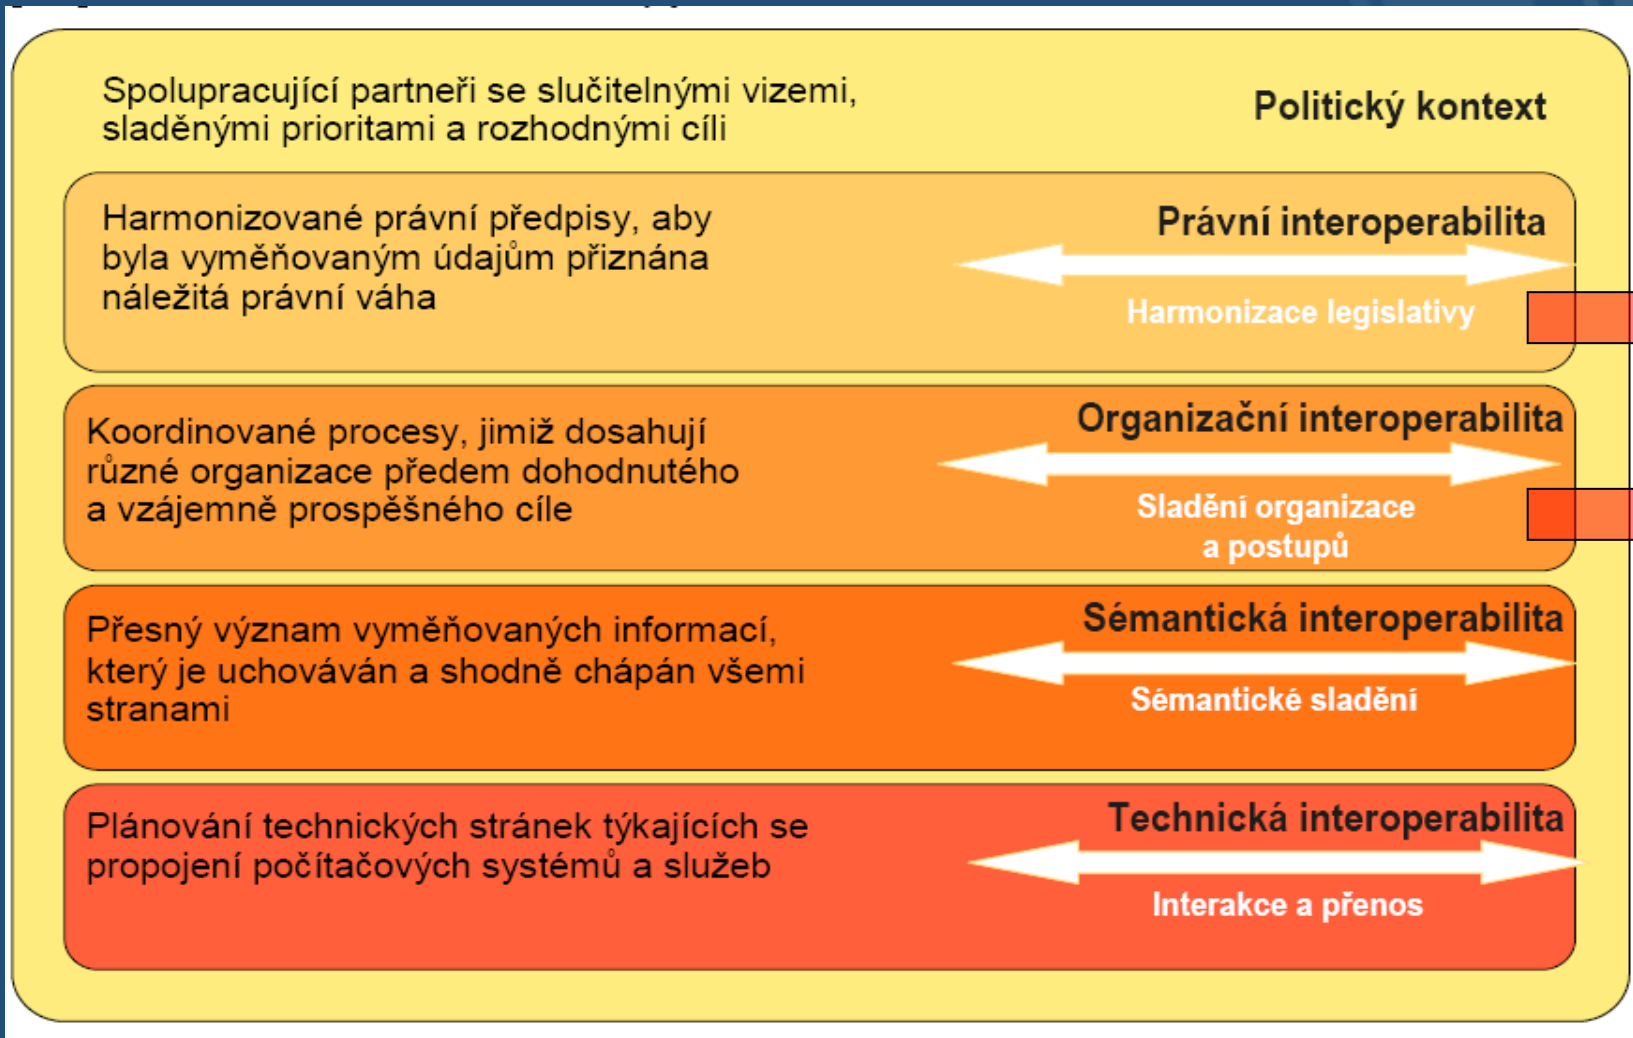 Spolupracující partneři se slučitelnými vizemi,
sladěnými prioritami a rozhodnými cíli
Politický kontext
Harmonizované právní předpisy, aby
byla vyměňovaným údajům přiznána
náležitá právní váha
Právní interoperabilita
Harmonizace legislativy
Koordinované procesy, jimiž dosahují
různé organizace předem dohodnutého
a vzájemně prospěšného cíle
Organizační interoperabilita
Sladění organizace
a postupů
Přesný význam vyměňovaných informací,
který je uchováván a shodně chápán všemi
stranami
Sémantická interoperabilita
Sémantické sladění
Plánování technických stránek týkajících se
propojení počítačových systémů a služeb
Technická interoperabilita
Interakce a přenos